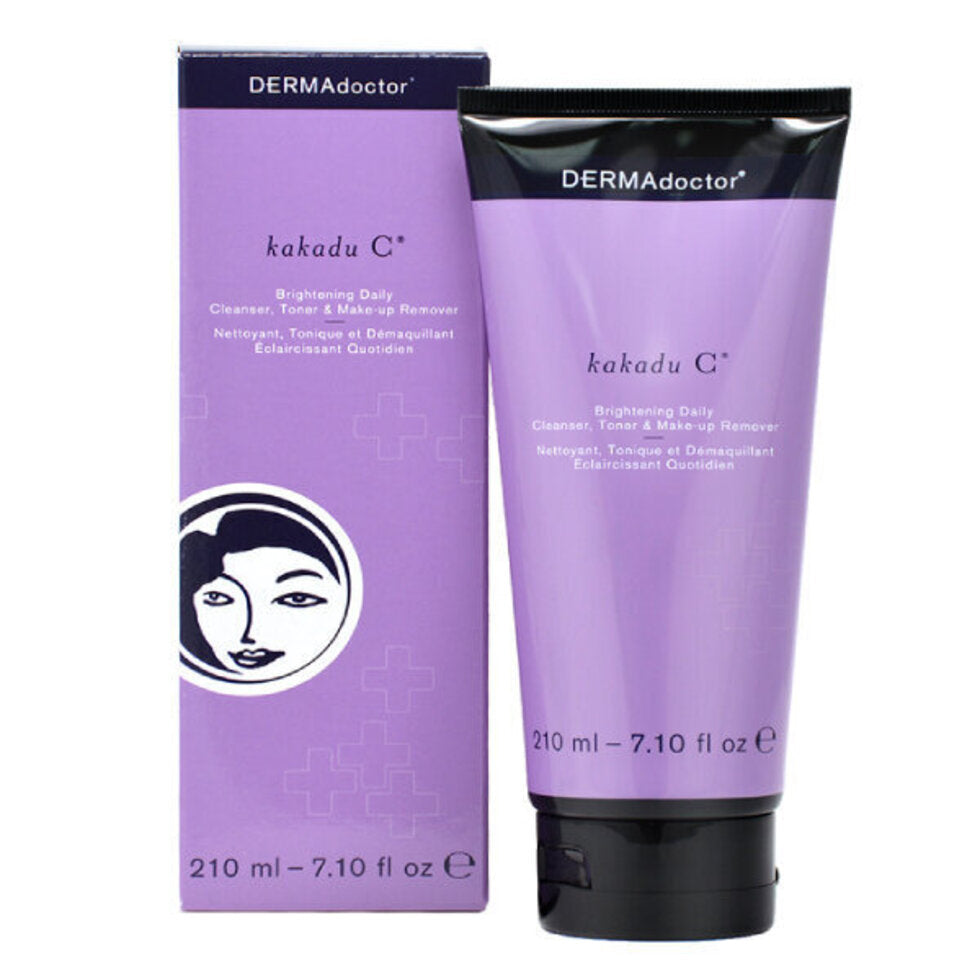 DERMAdoctor®
kakadu C®
Brightening Daily
Cleanser, Toner & Make-up Remover
Nettoyant, Tonique et Démaquillant
Éclaircissant Quotidien
210 ml – 7.10 fl oz ℮
DERMAdoctor®
kakadu C®
Brightening Daily
Cleanser, Toner & Make-up Remover
Nettoyant, Tonique et Démaquillant
Éclaircissant Quotidien
210 ml – 7.10 fl oz ℮